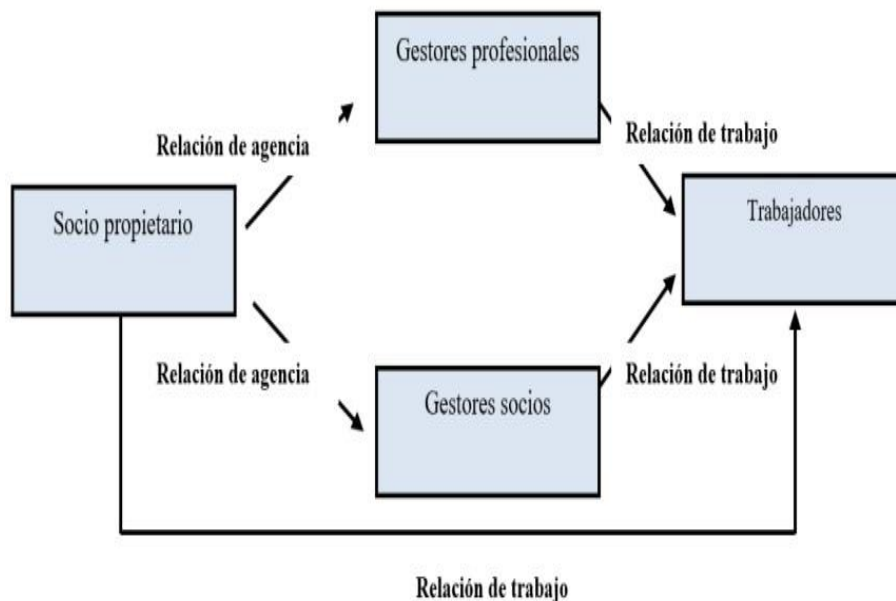 Gestores profesionales
Relación de agencia
Relación de trabajo
Socio propietario
Trabajadores
Relación de agencia
Relación de trabajo
Gestores socios
Relación de trabajo